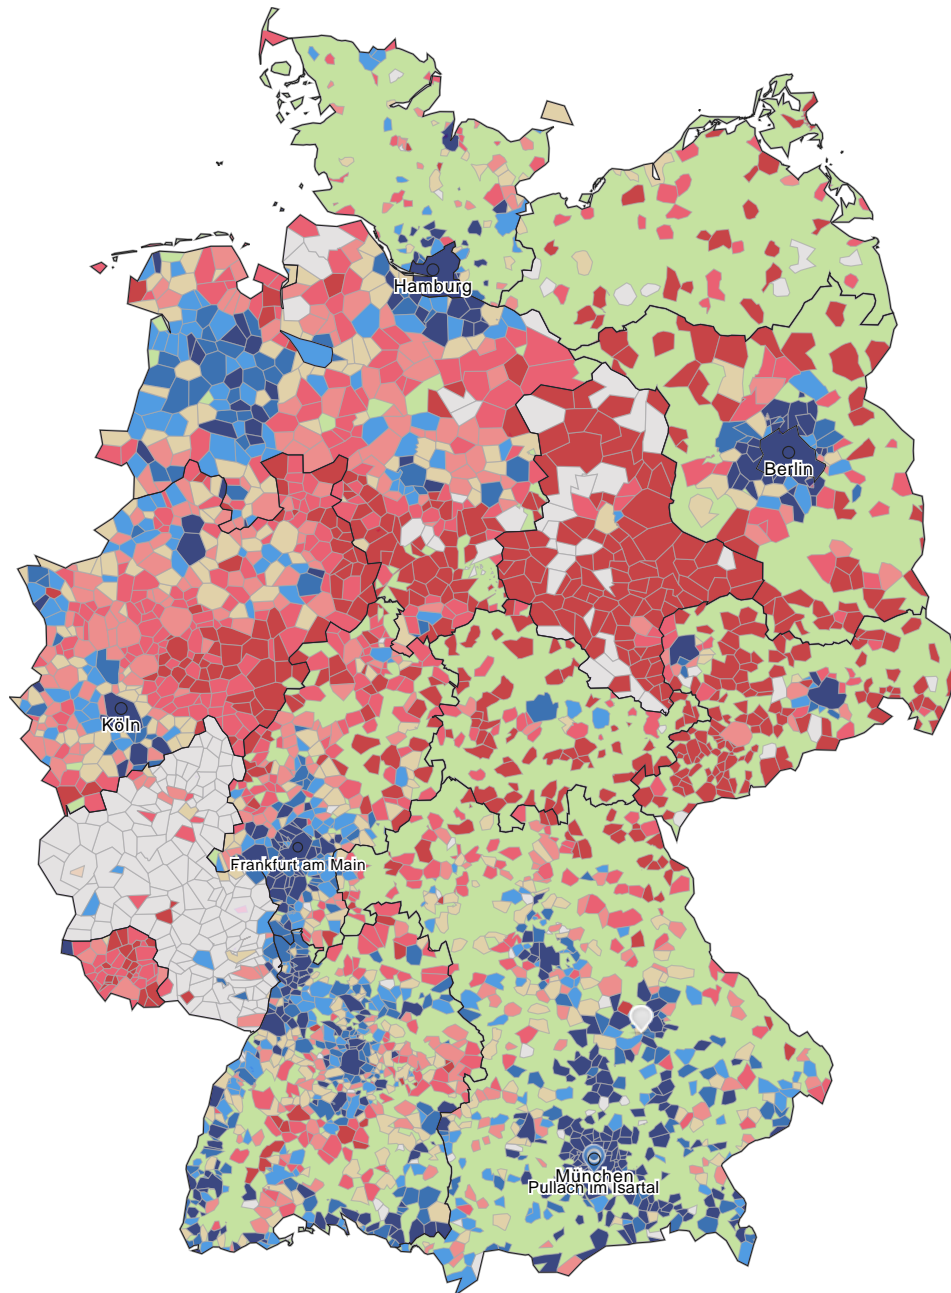 Hamburg
Berlin
Köln
Frankfurt am Main
München
Pullach im Isartal